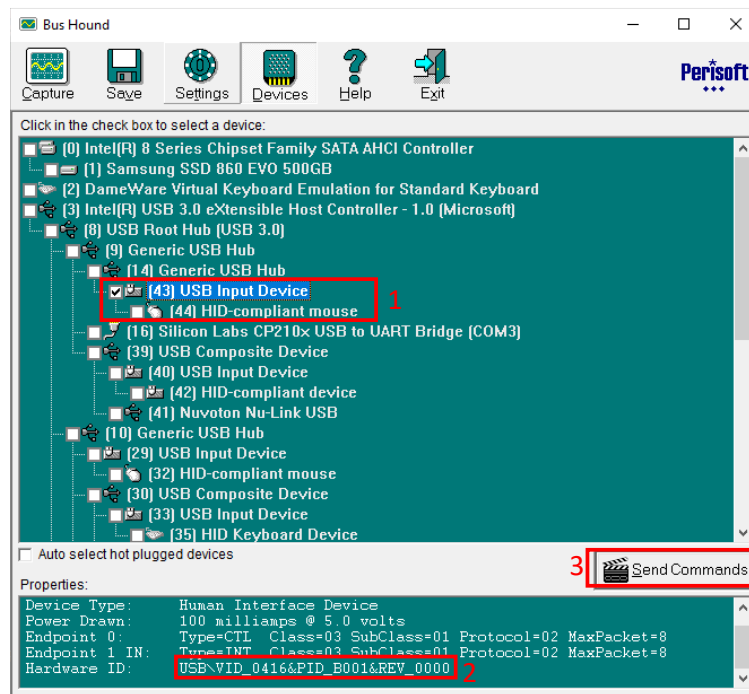 Bus Hound
Capture Save Settings Devices Help Exit
Perisoft
Click in the check box to select a device:
(0) Intel(R) 8 Series Chipset Family SATA AHCI Controller
(1) Samsung SSD 860 EVO 500GB
(2) DameWare Virtual Keyboard Emulation for Standard Keyboard
(3) Intel(R) USB 3.0 eXtensible Host Controller - 1.0 (Microsoft)
(8) USB Root Hub (USB 3.0)
(9) Generic USB Hub
(14) Generic USB Hub
(43) USB Input Device
1
(44) HID-compliant mouse
(16) Silicon Labs CP210x USB to UART Bridge (COM3)
(39) USB Composite Device
(40) USB Input Device
(42) HID-compliant device
(41) Nuvoton Nu-Link USB
(10) Generic USB Hub
(29) USB Input Device
(32) HID-compliant mouse
(30) USB Composite Device
(33) USB Input Device
(35) HID Keyboard Device
Auto select hot plugged devices
3 Send Commands
Properties:
Device Type: Human Interface Device
Power Drawn: 100 milliamps @ 5.0 volts
Endpoint 0: Type=CTL Class=03 SubClass=01 Protocol=02 MaxPacket=8
Endpoint 1 IN: Type=INT Class=03 SubClass=01 Protocol=02 MaxPacket=8
Hardware ID: USB\VID_0416&PID_B001&REV_0000 2